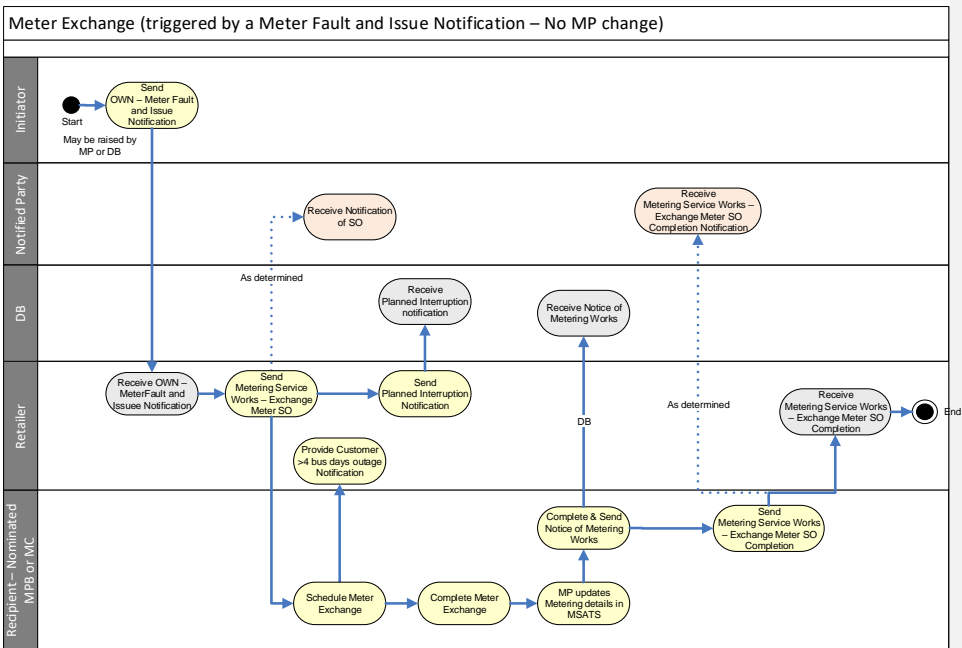 Meter Exchange (triggered by a Meter Fault and Issue Notification – No MP change)
Initiator
Start
May be raised by
MP or DB
Send
OWN – Meter Fault
and Issue
Notification
Notified Party
Receive Notification
of SO
As determined
Receive
Metering Service Works –
Exchange Meter SO
Completion Notification
DB
Receive
Planned Interruption
notification
Receive Notice of
Metering Works
Retailer
Receive OWN –
MeterFault and
Issuee Notification
Send
Metering Service
Works – Exchange
Meter SO
Send
Planned Interruption
Notification
Provide Customer
>4 bus days outage
Notification
DB
As determined
Receive
Metering Service Works
– Exchange Meter SO
Completion
End
Recipient – Nominated
MPB or MC
Schedule Meter
Exchange
Complete Meter
Exchange
MP updates
Metering details in
MSATS
Complete & Send
Notice of Metering
Works
Send
Metering Service Works
– Exchange Meter SO
Completion